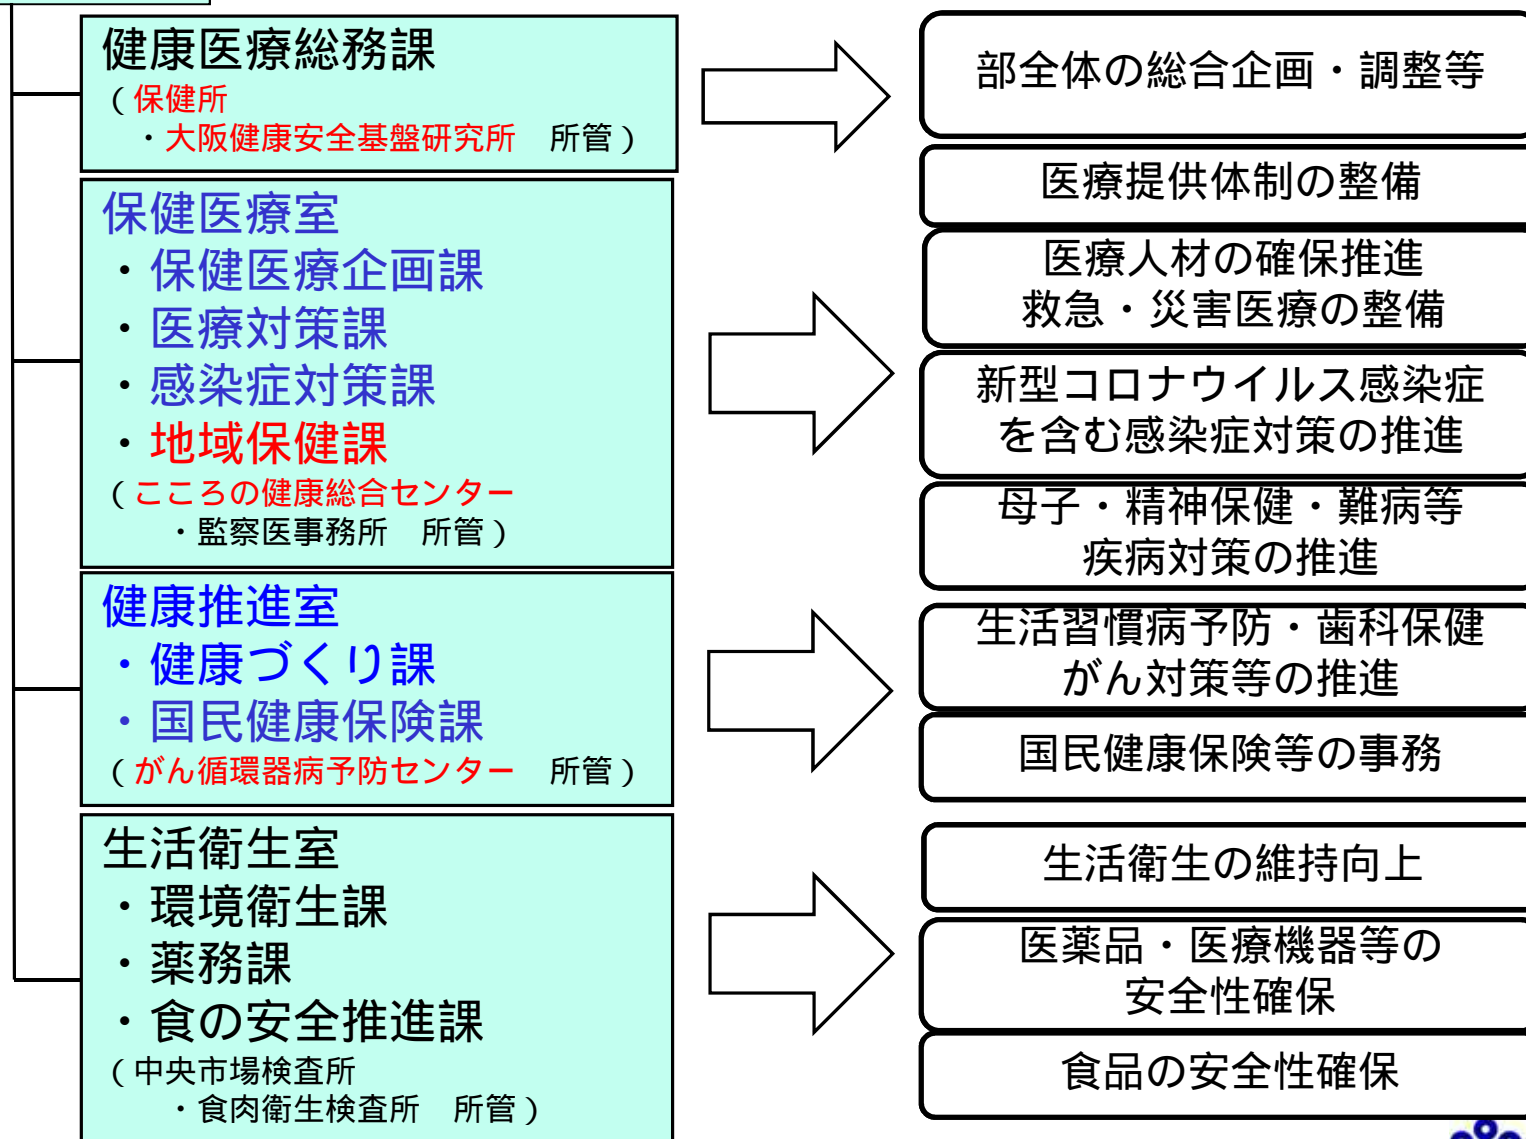 健康医療総務課
（保健所
・大阪健康安全基盤研究所　所管）
保健医療室
・保健医療企画課
・医療対策課
・感染症対策課
・地域保健課
（こころの健康総合センター
・監察医事務所　所管）
健康推進室
・健康づくり課
・国民健康保険課
（がん循環器病予防センター　所管）
生活衛生室
・環境衛生課
・薬務課
・食の安全推進課
（中央市場検査所
・食肉衛生検査所　所管）
部全体の総合企画・調整等
医療提供体制の整備
医療人材の確保推進
救急・災害医療の整備
新型コロナウイルス感染症
を含む感染症対策の推進
母子・精神保健・難病等
疾病対策の推進
生活習慣病予防・歯科保健
がん対策等の推進
国民健康保険等の事務
生活衛生の維持向上
医薬品・医療機器等の
安全性確保
食品の安全性確保